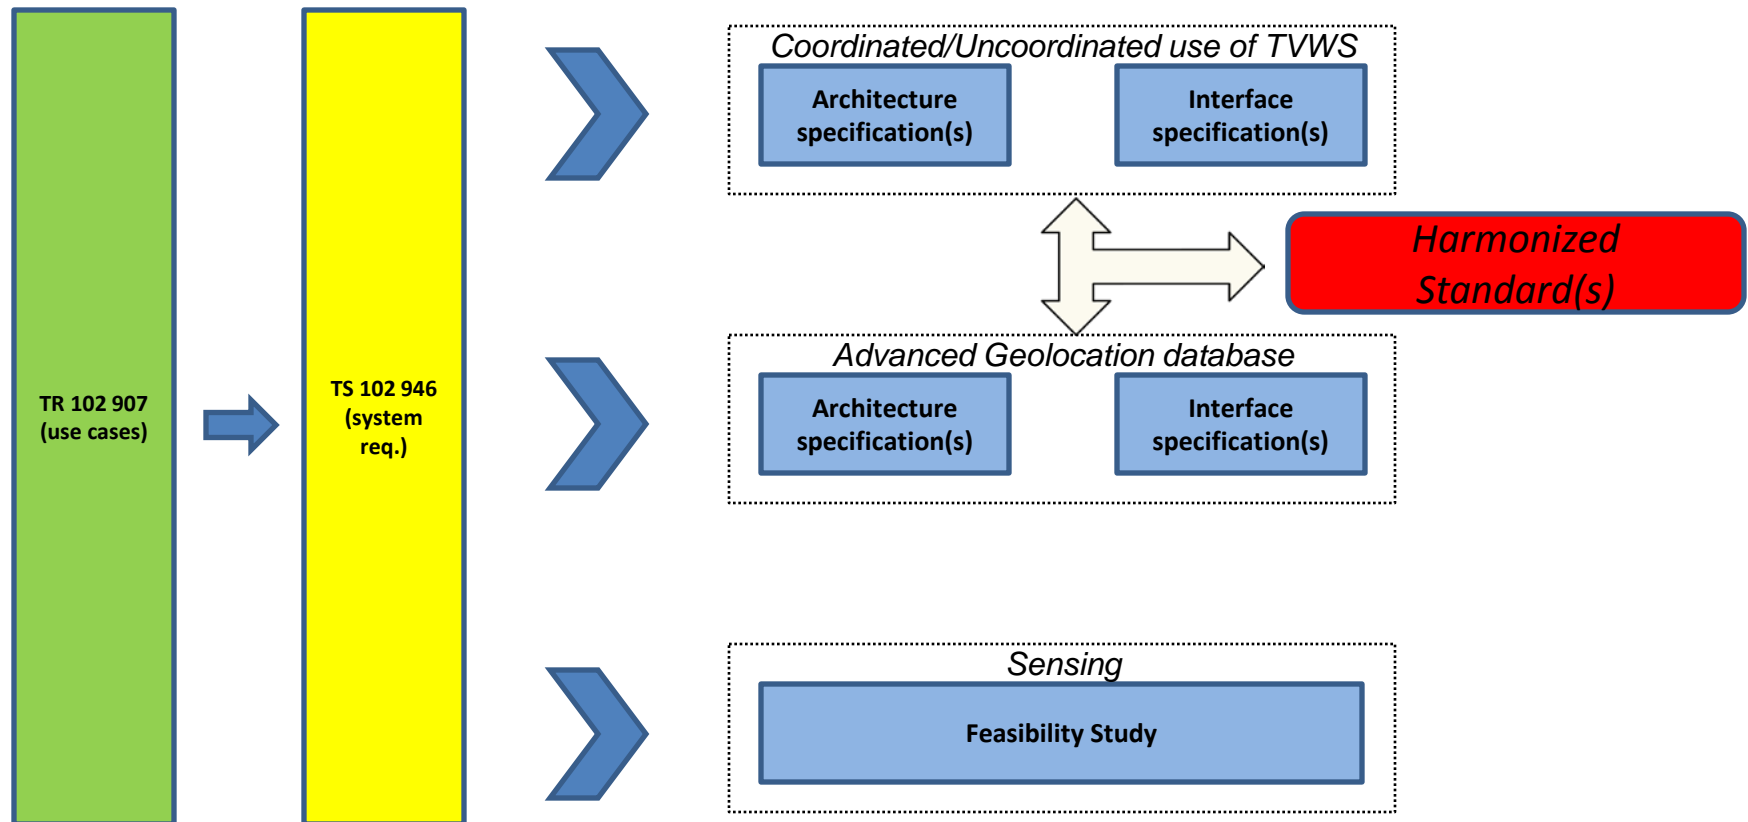 TR 102 907
(use cases)
TS 102 946
(system
req.)
Coordinated/Uncoordinated use of TVWS
Architecture
specification(s)
Interface
specification(s)
Harmonized
Standard(s)
Advanced Geolocation database
Architecture
specification(s)
Interface
specification(s)
Sensing
Feasibility Study